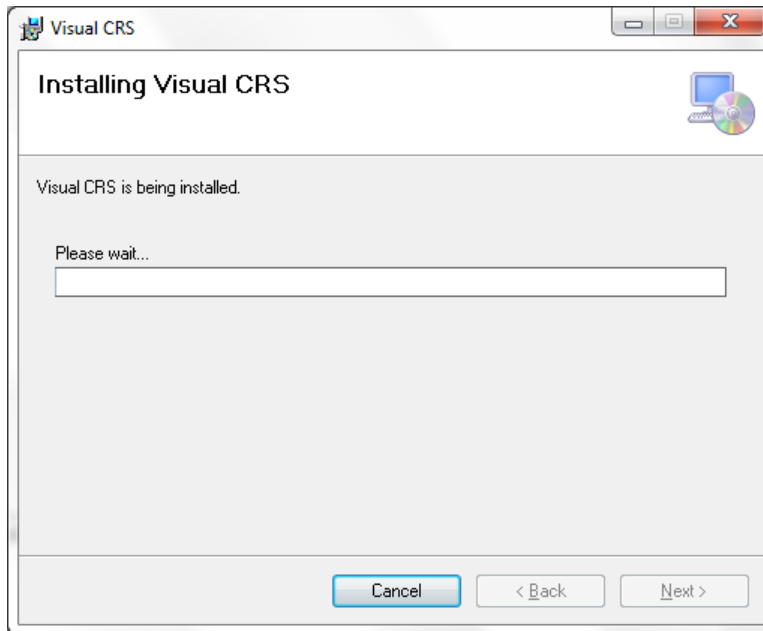 Visual CRS
Installing Visual CRS
Visual CRS is being installed.
Please wait...
Cancel
< Back
Next >